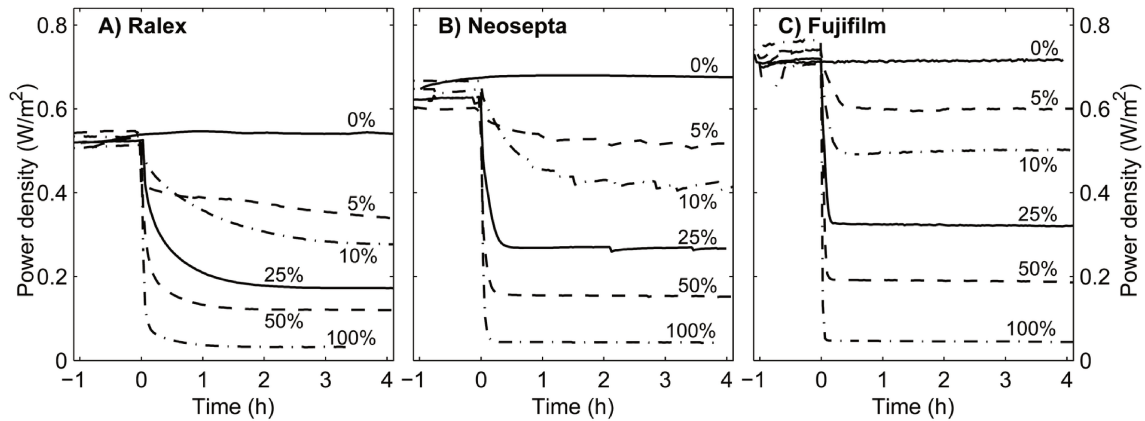 A) Ralex
B) Neosepta
C) Fujifilm
0.8
0.6
0.4
0.2
0
Power density (W/m²)
0%
5%
10%
25%
50%
100%
−1 0 1 2 3 4
Time (h)
0%
5%
10%
25%
50%
100%
−1 0 1 2 3 4
Time (h)
0%
5%
10%
25%
50%
100%
−1 0 1 2 3 4
Time (h)
0.8
0.6
0.4
0.2
0
Power density (W/m²)